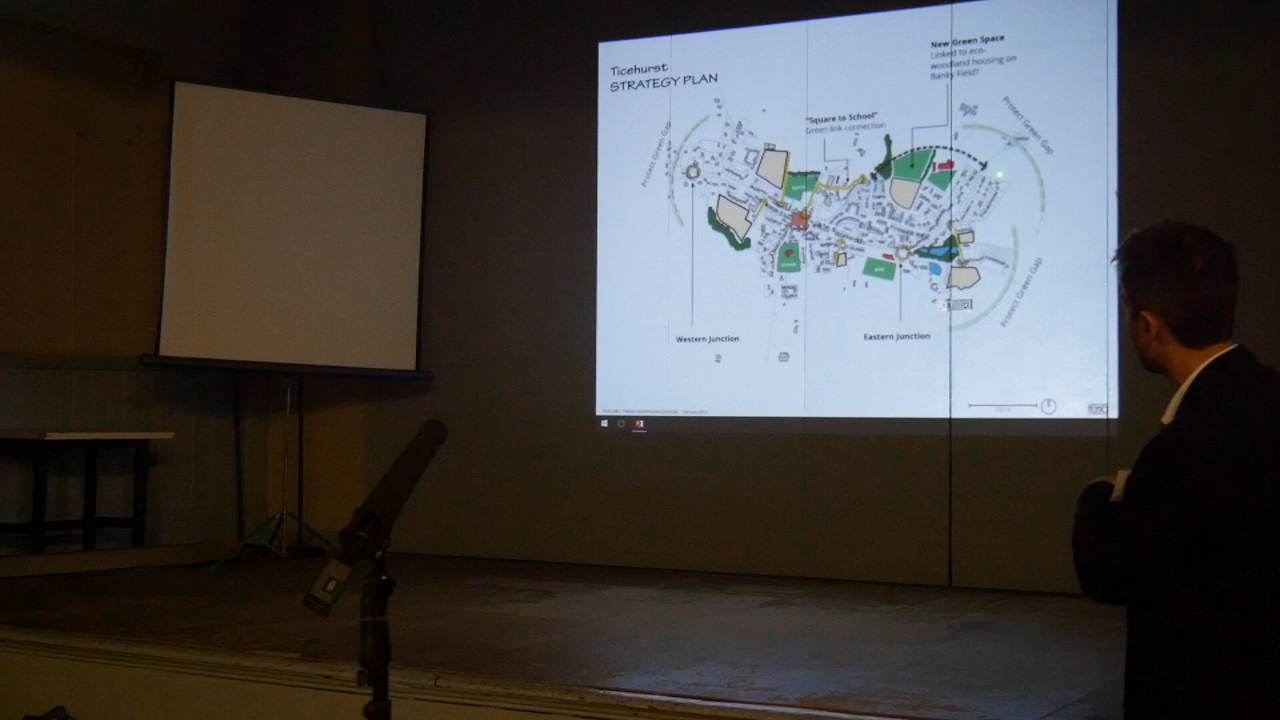 Ticehurst
STRATEGY PLAN
New Green Space
Linked to eco-
woodland housing on
Banky Field?
"Square to School"
Green link connection
Protect Green Gap
Protect Green Gap
Protect Green Gap
Western Junction
Eastern Junction